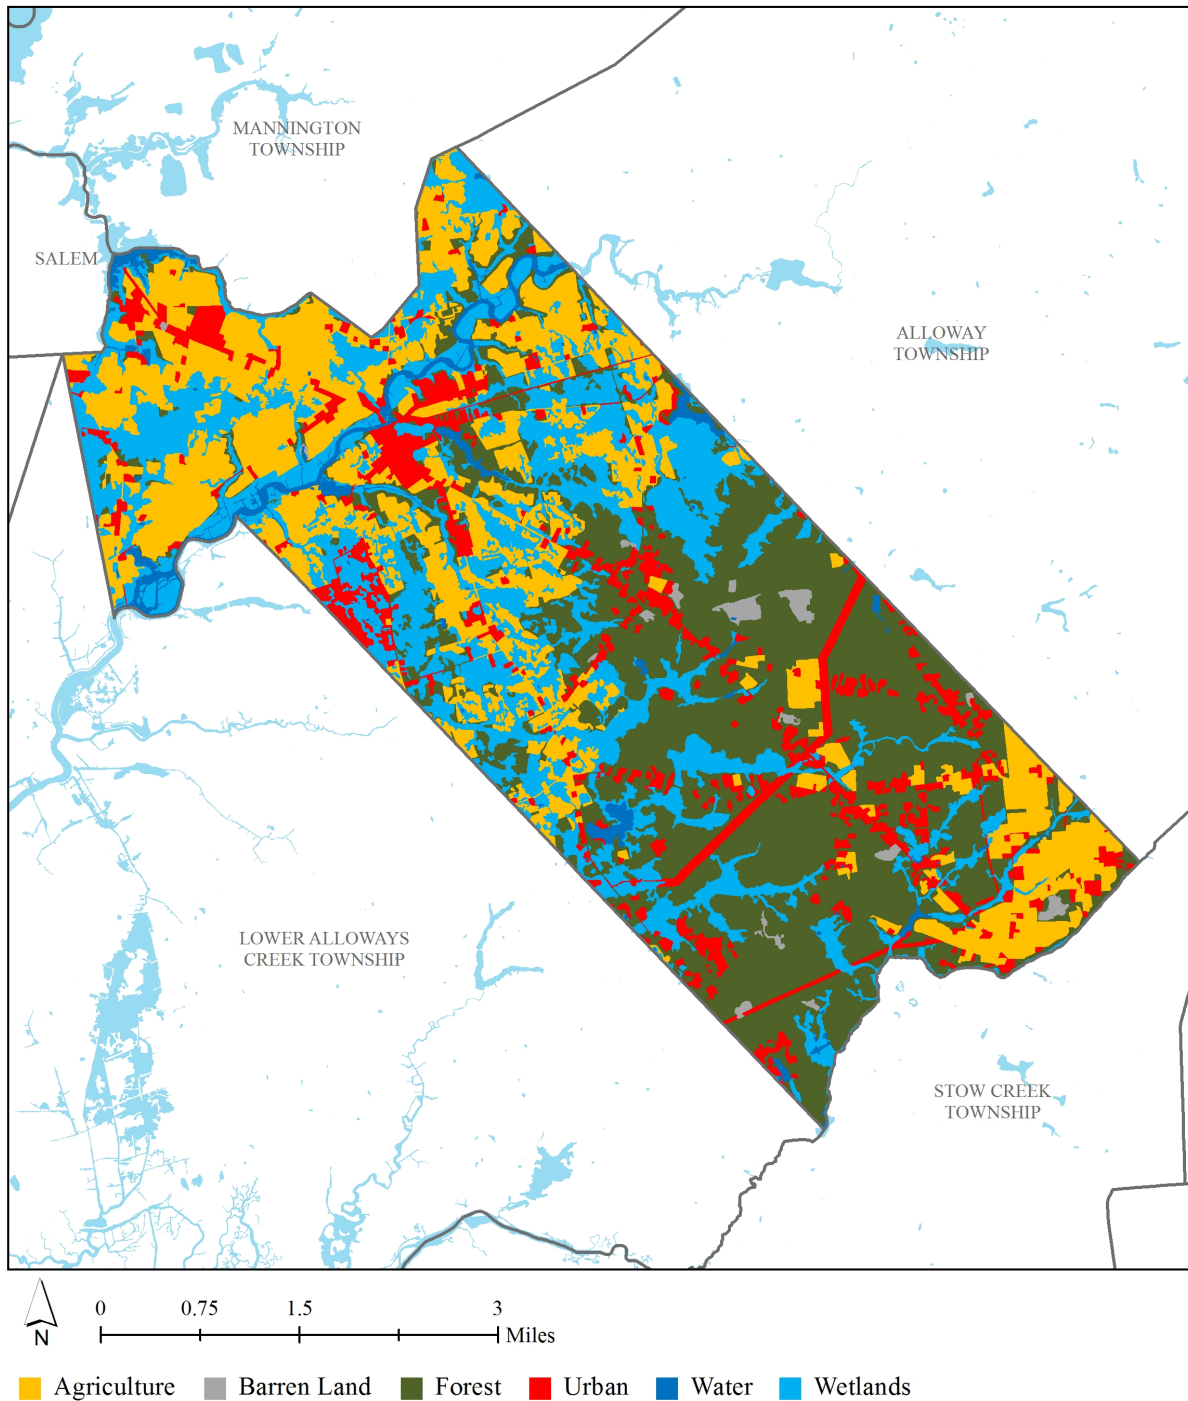 MANNINGTON
TOWNSHIP
SALEM
ALLOWAY
TOWNSHIP
LOWER ALLOWAYS
CREEK TOWNSHIP
STOW CREEK
TOWNSHIP
N
0 0.75 1.5 3
Miles
Agriculture Barren Land Forest Urban Water Wetlands